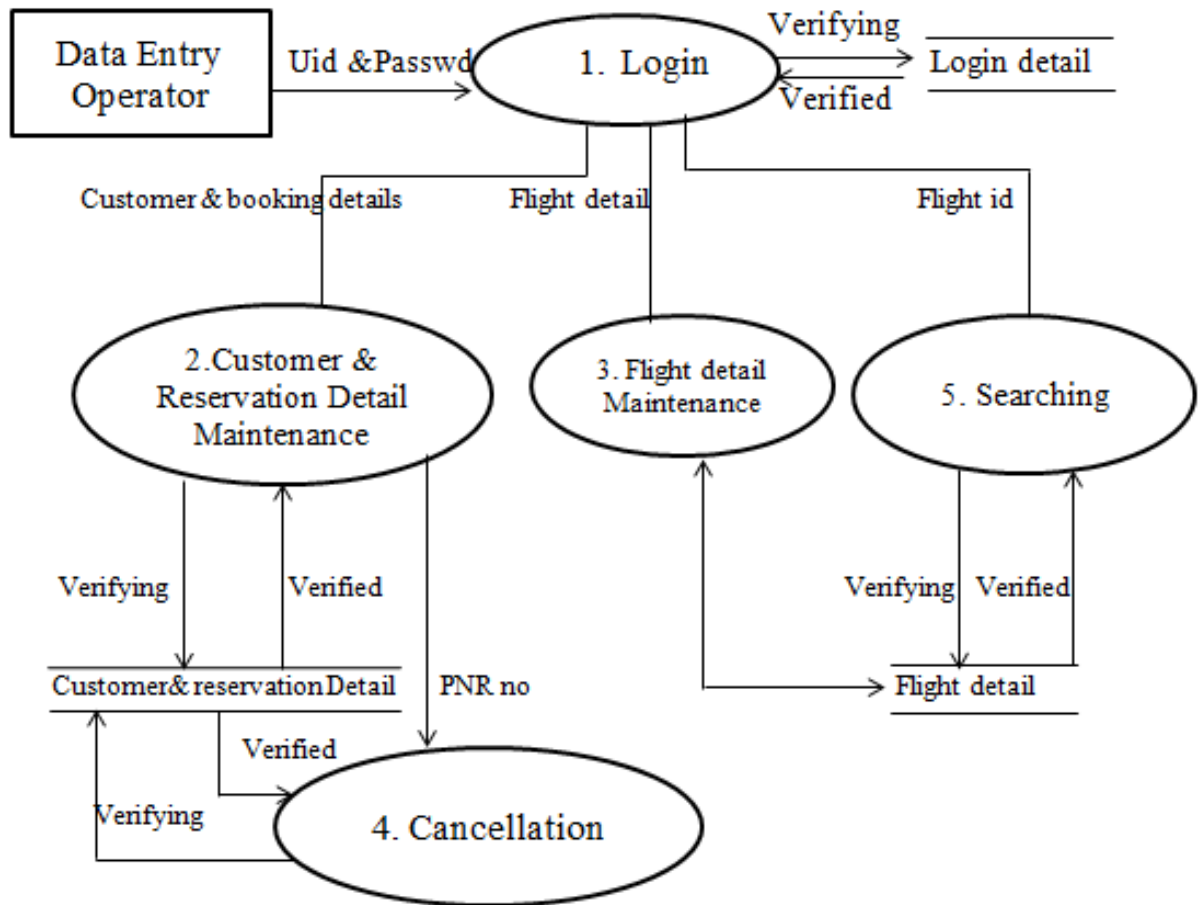 Data Entry
Operator
Uid &Passwd
1. Login
Verifying
Verified
Login detail
Customer & booking details
Flight detail
Flight id
2.Customer &
Reservation Detail
Maintenance
3. Flight detail
Maintenance
5. Searching
Verifying
Verified
Verifying
Verified
Customer& reservation Detail
PNR no
Flight detail
Verified
Verifying
4. Cancellation